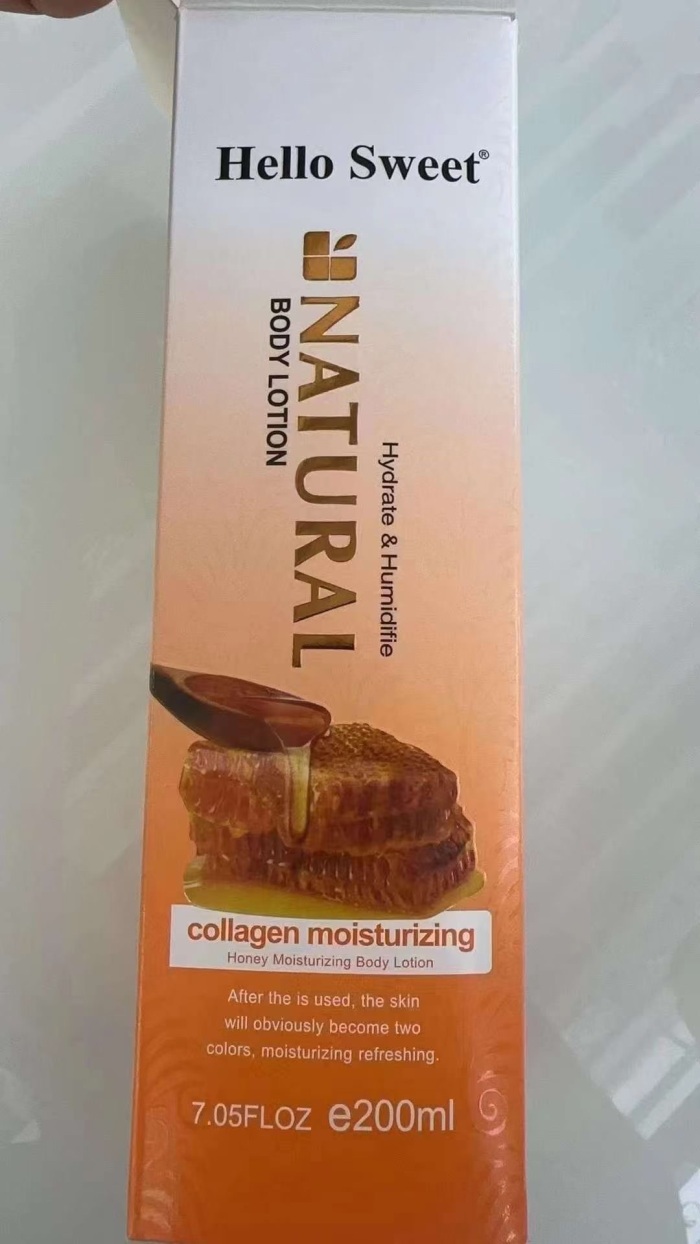 Hello Sweet®
NATURAL
BODY LOTION
Hydrate & Humidifie
collagen moisturizing
Honey Moisturizing Body Lotion
After the is used, the skin
will obviously become two
colors, moisturizing refreshing.
7.05FLOZ e200ml